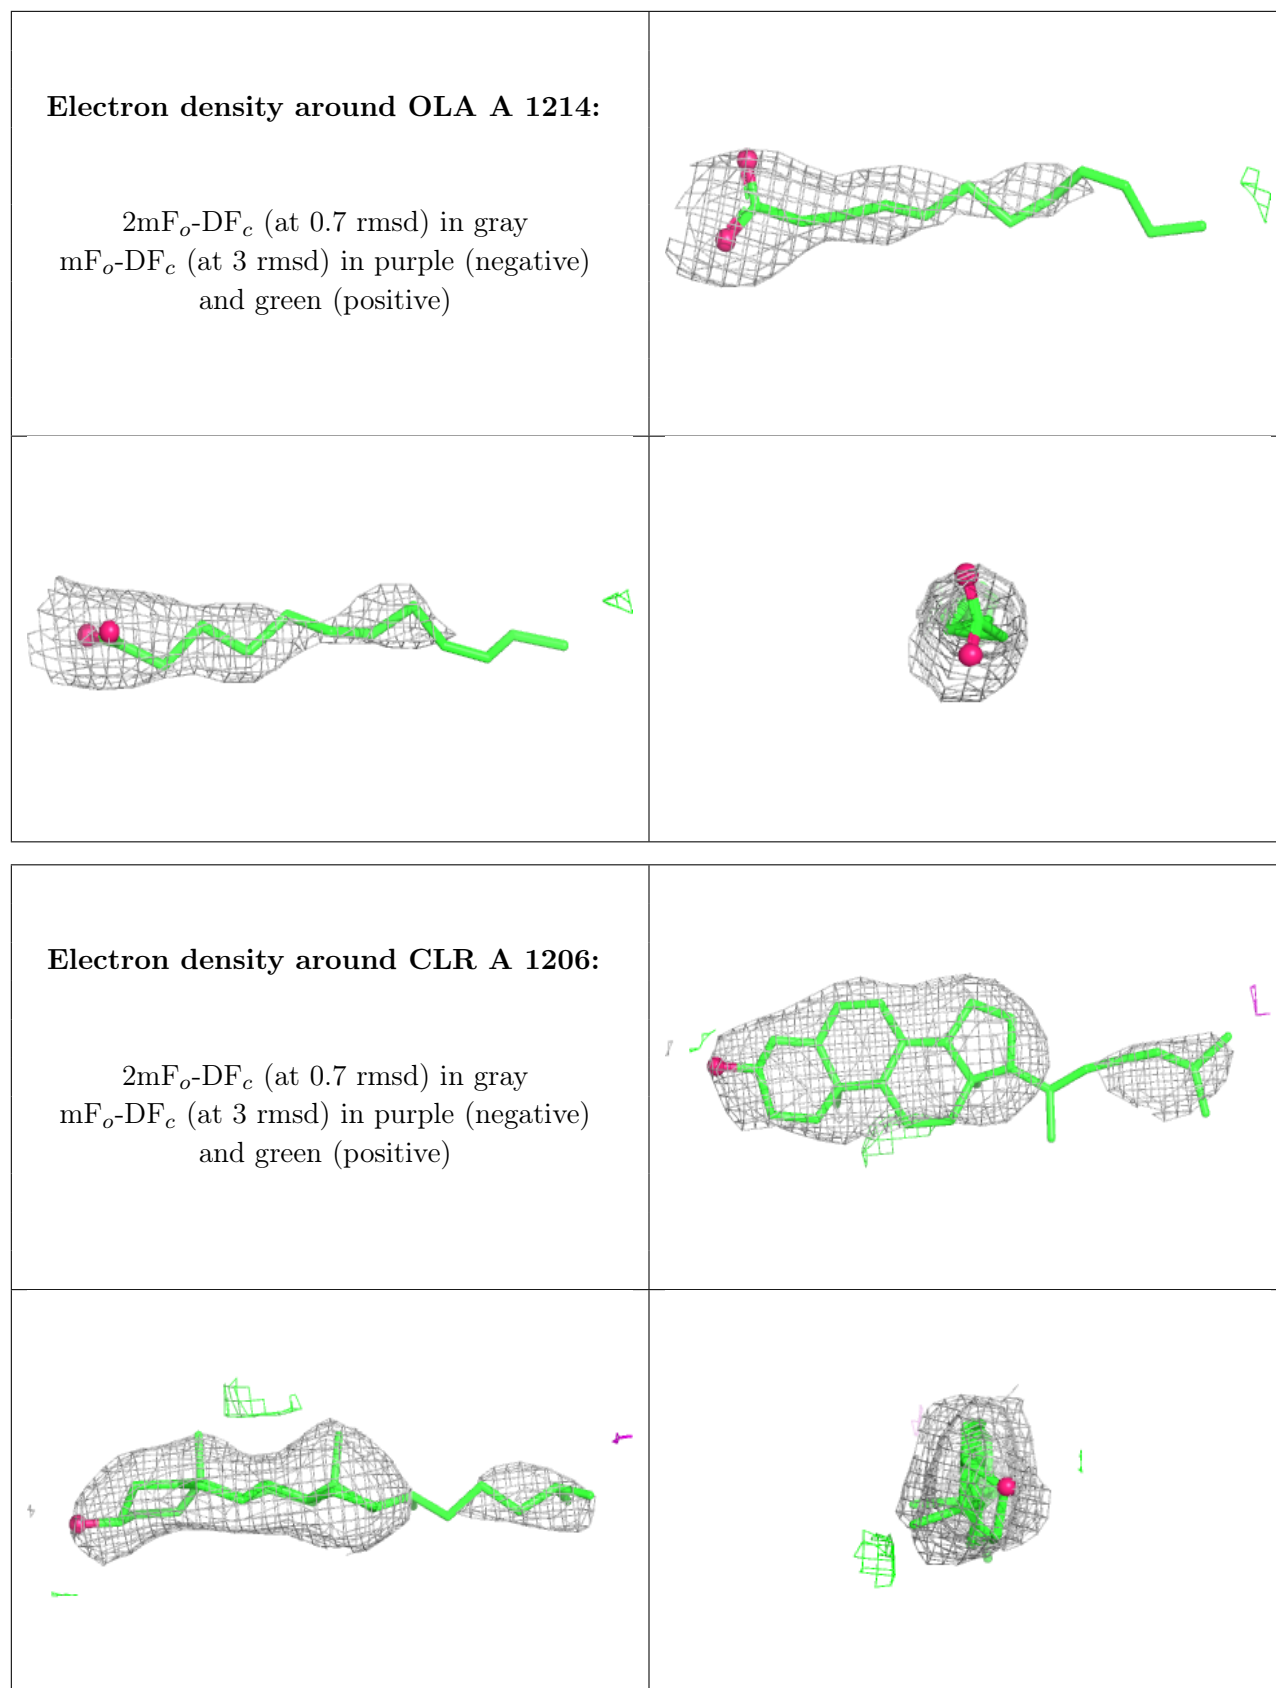 Electron density around OLA A 1214:
2mFo-DFc (at 0.7 rmsd) in gray
mFo-DFc (at 3 rmsd) in purple (negative)
and green (positive)
Electron density around CLR A 1206:
2mFo-DFc (at 0.7 rmsd) in gray
mFo-DFc (at 3 rmsd) in purple (negative)
and green (positive)